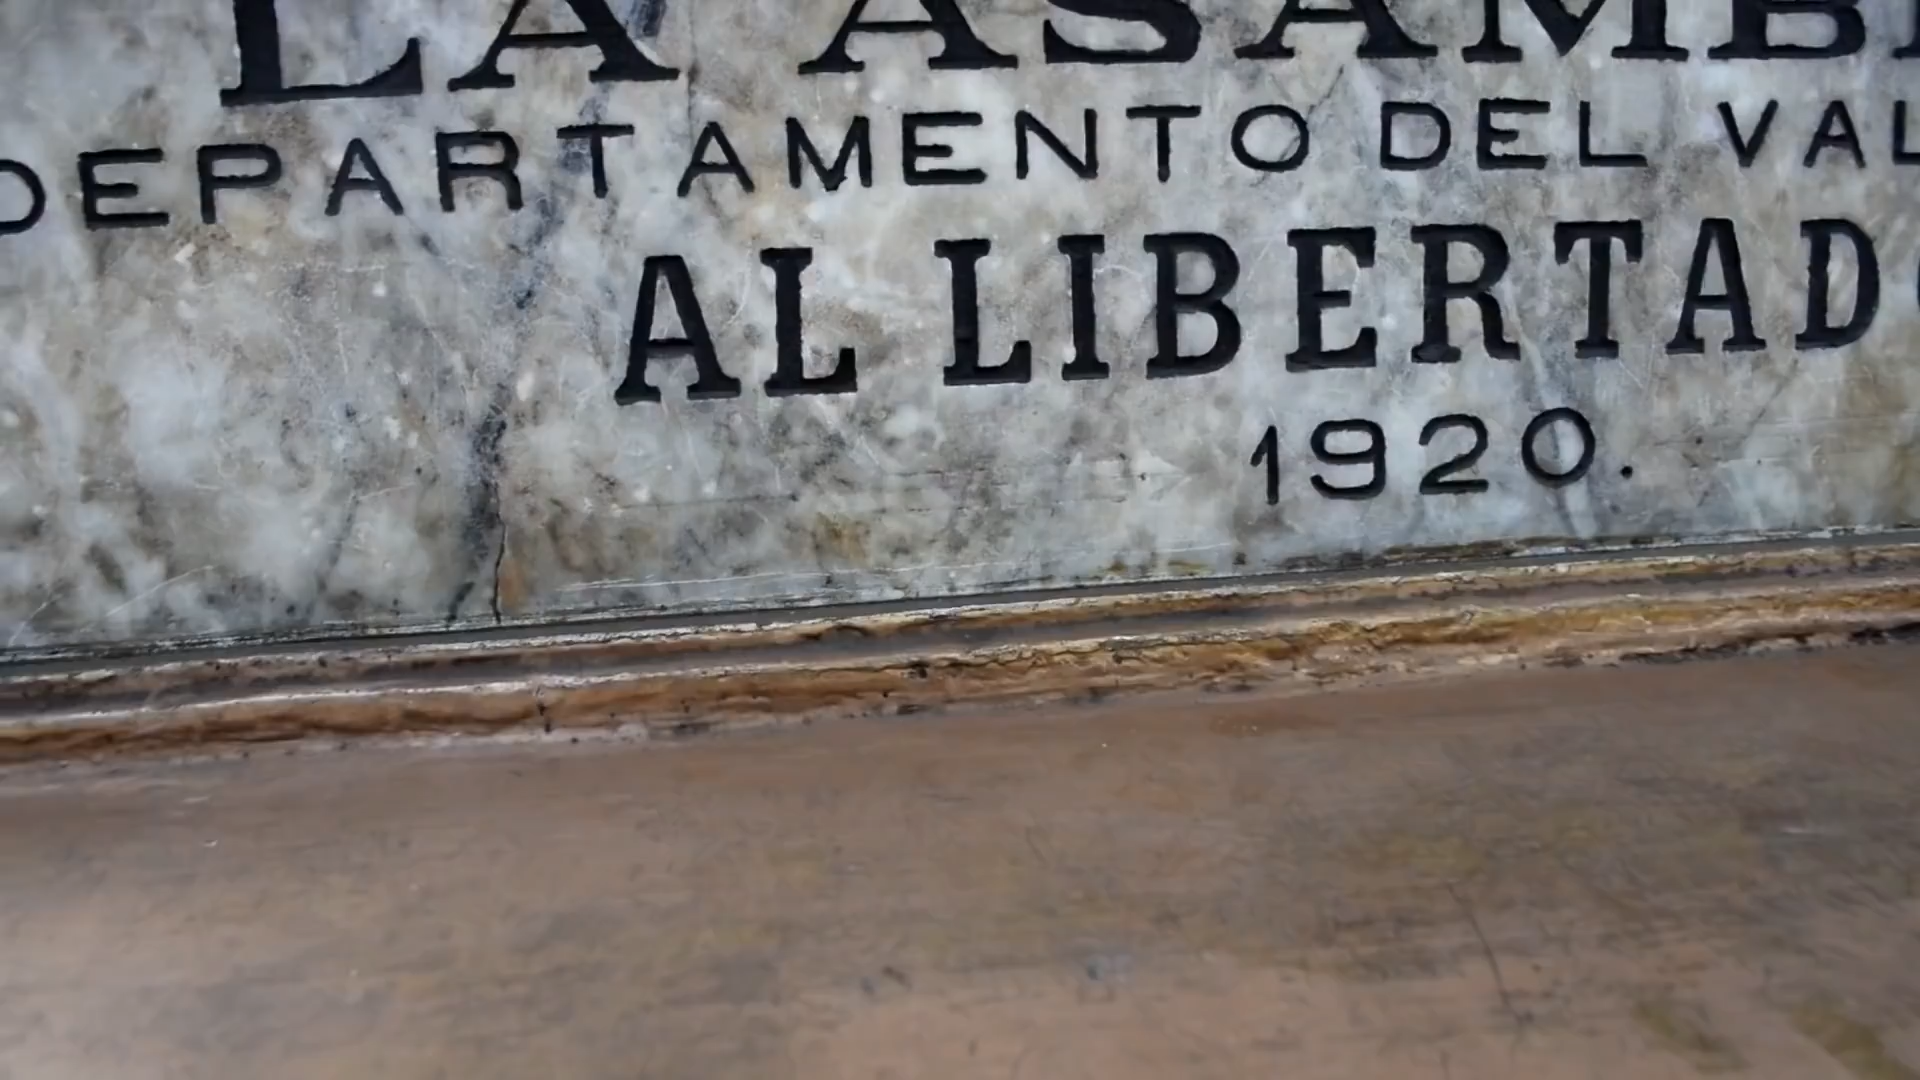 LA ASAMB
DEPARTAMENTO DEL VAL
AL LIBERTAD
1920.